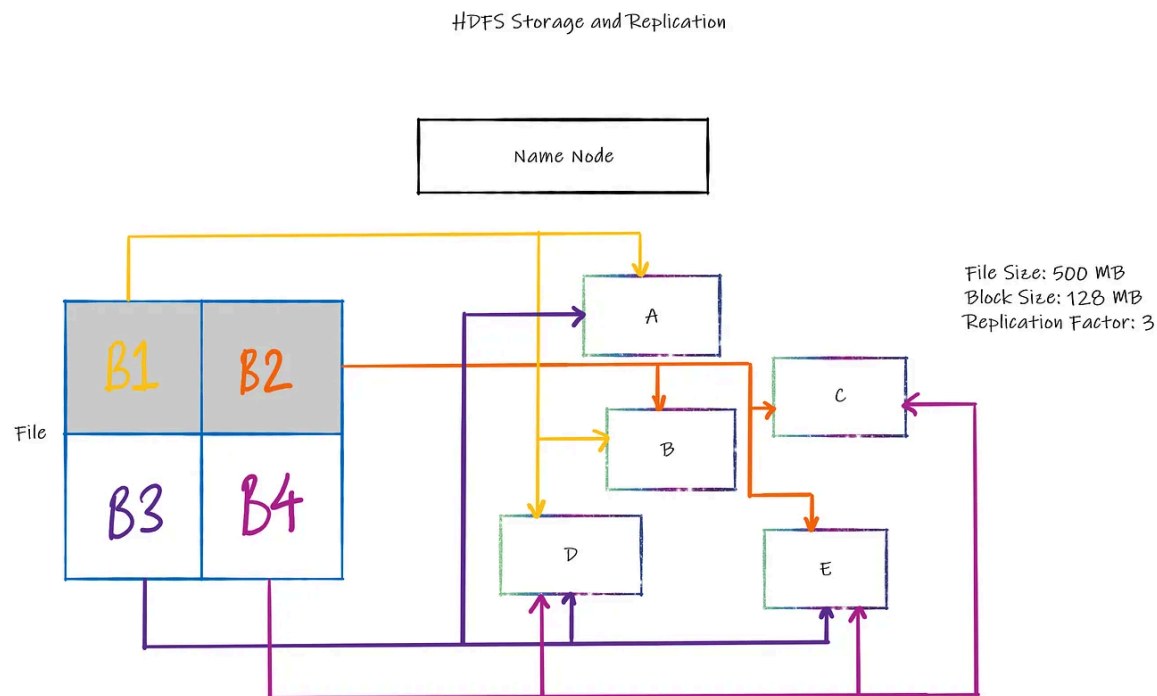 HDFS Storage and Replication
Name Node
File Size: 500 MB
Block Size: 128 MB
Replication Factor: 3
A
B1
B2
C
File
B
B3
B4
D
E